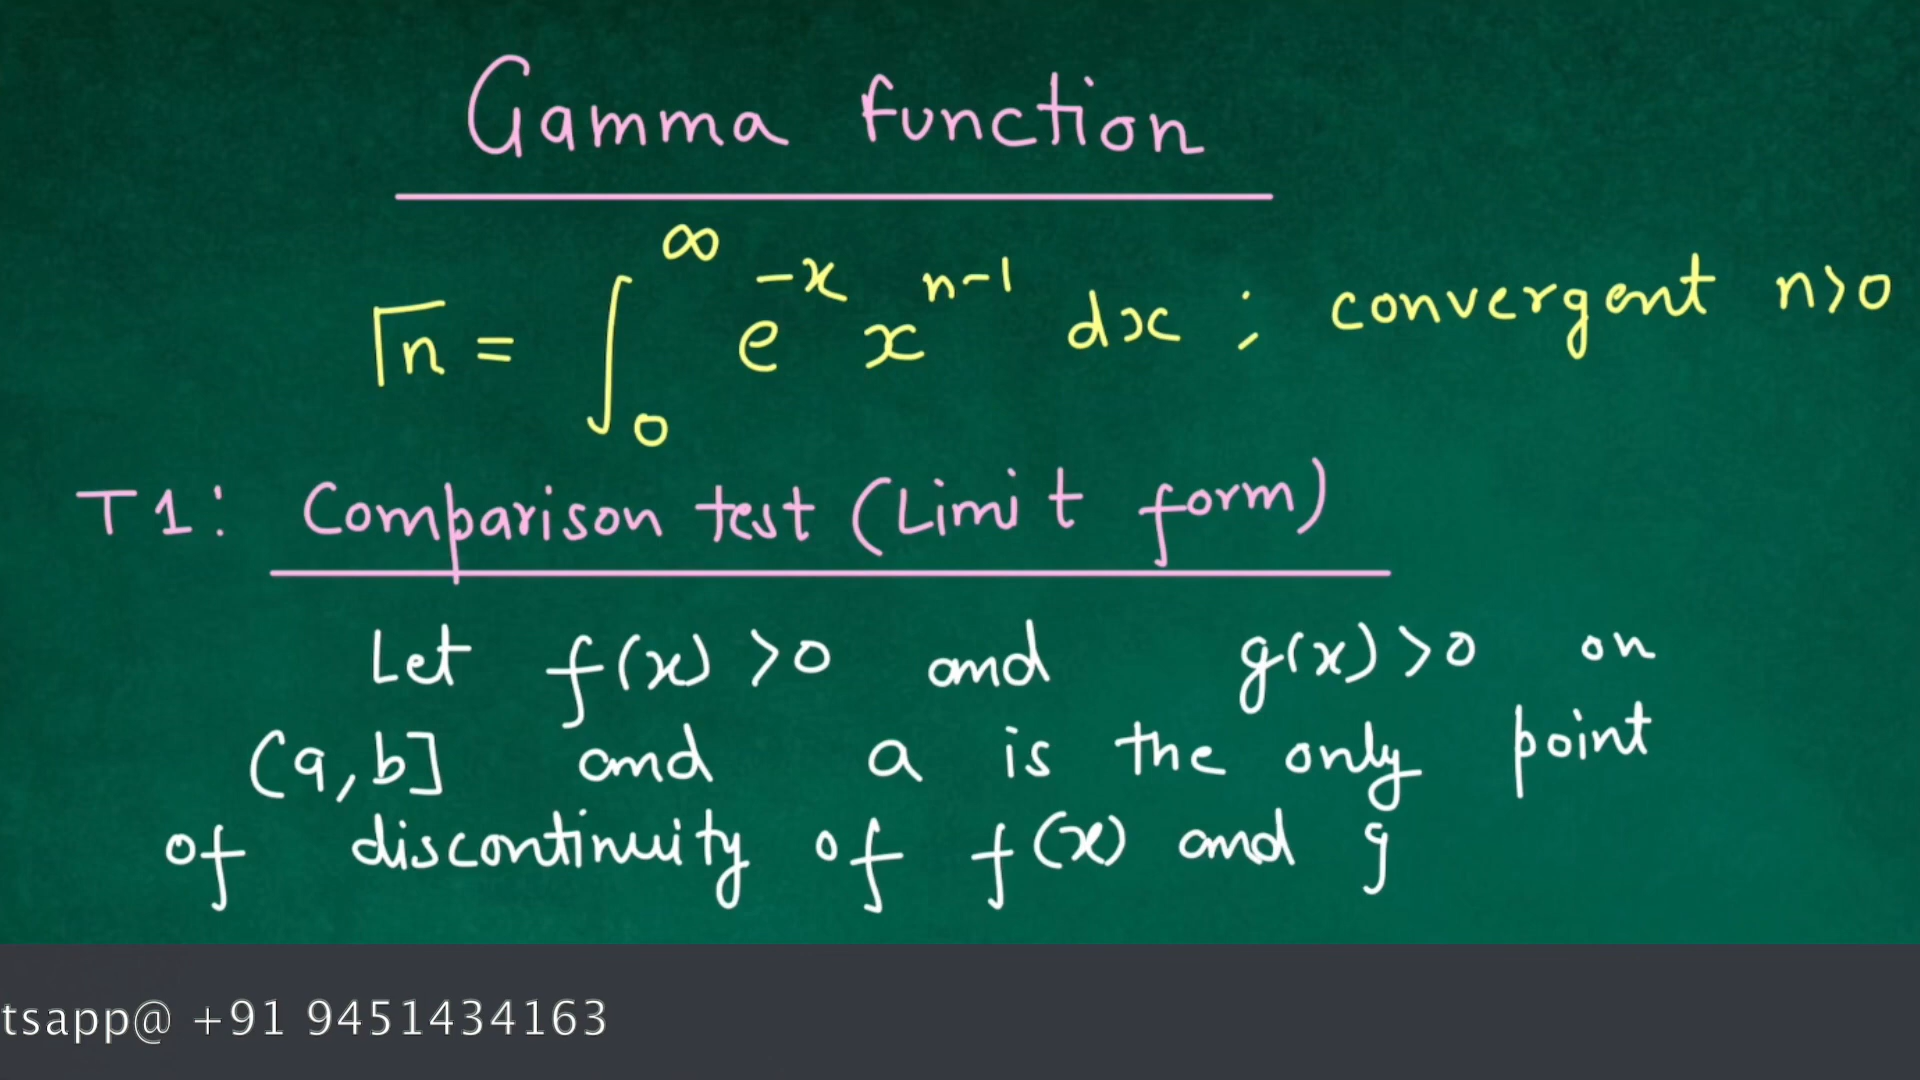 Gamma function
Γn = ∫₀^∞ e^-x x^n-1 dx ; convergent n>0
T1: Comparison test (Limit form)
Let f(x) >0 and g(x) >0 on
(a,b] and a is the only point
of discontinuity of f(x) and g
tsapp@ +91 9451434163